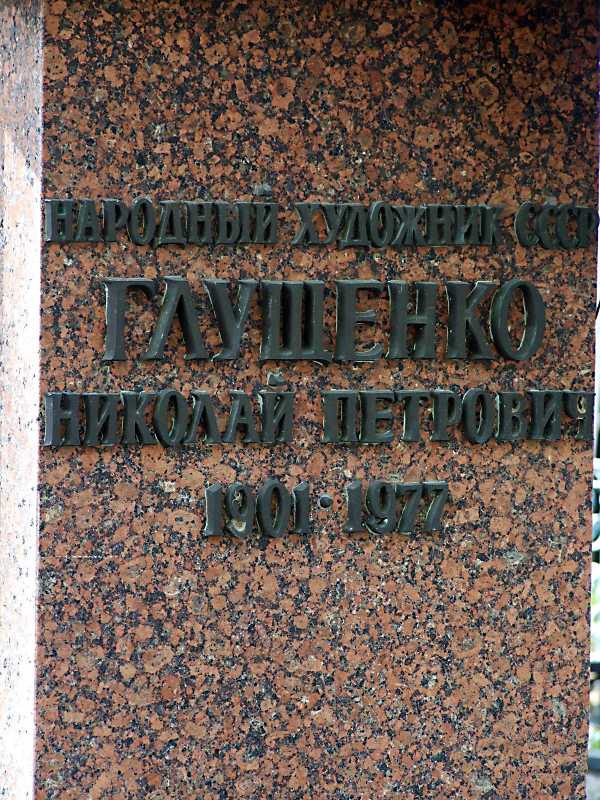 НАРОДНЫЙ ХУДОЖНИК СССР
ГЛУЩЕНКО
НИКОЛАЙ ПЕТРОВИЧ
1901·1977